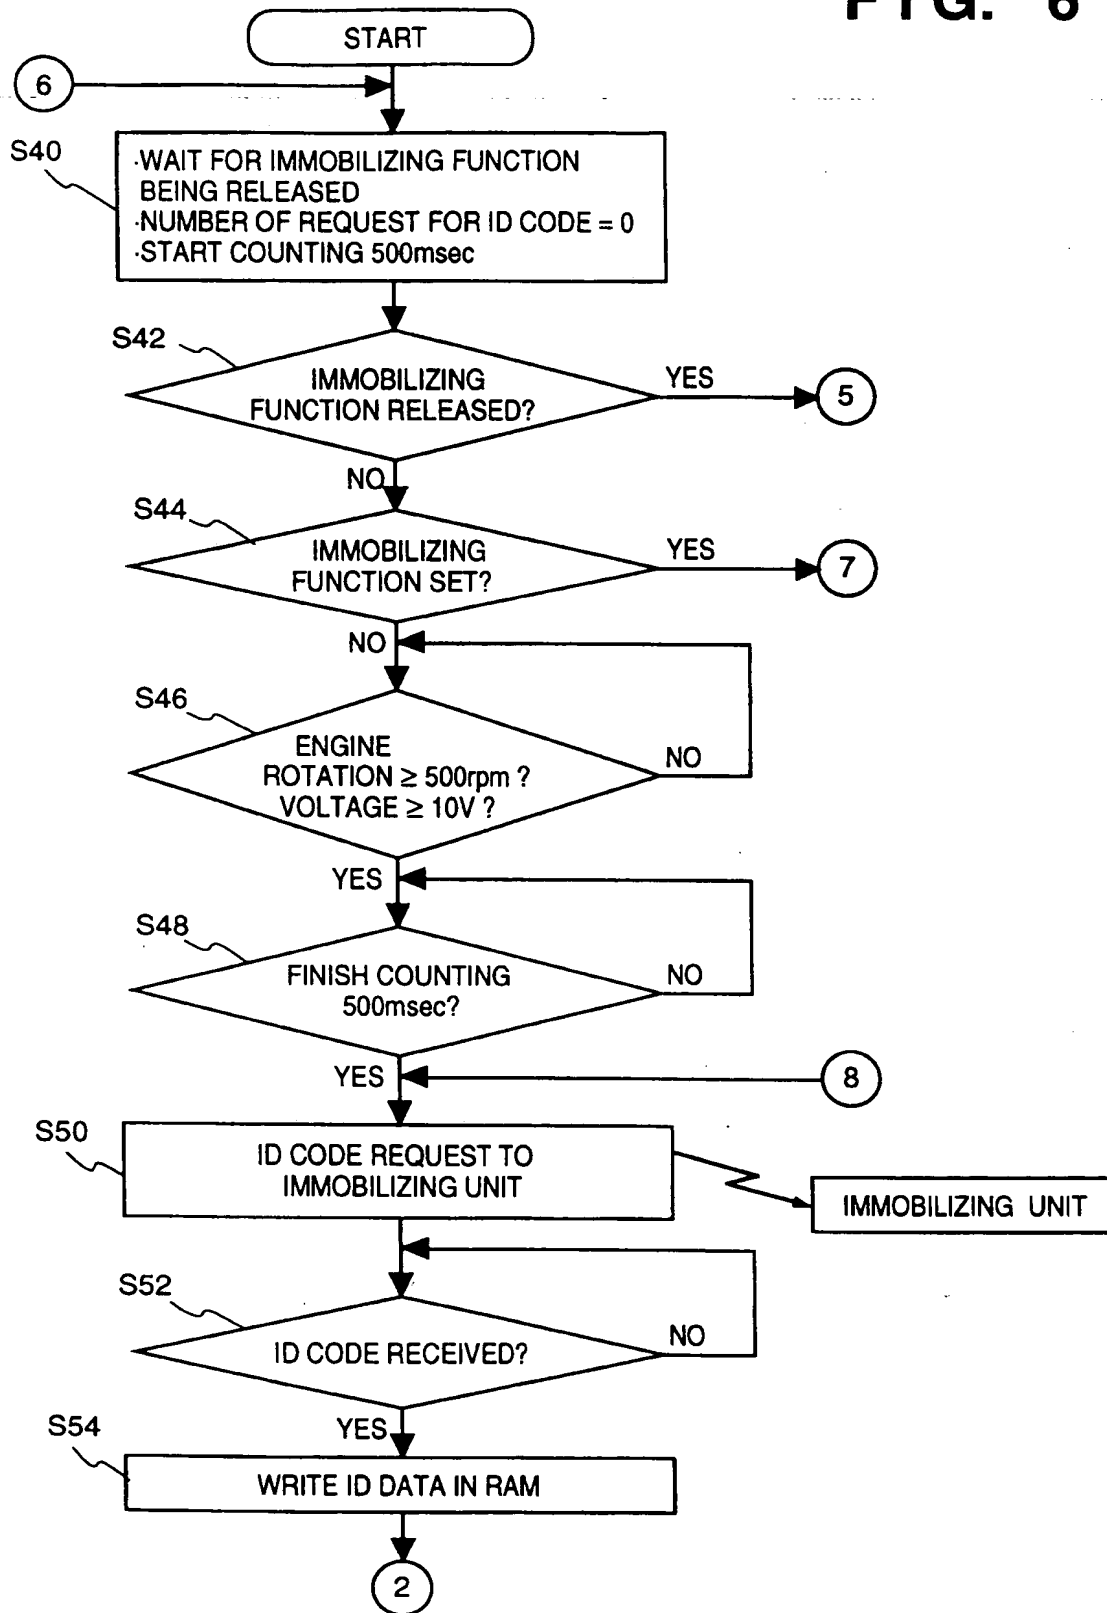 FIG. 6
START
6
S40
·WAIT FOR IMMOBILIZING FUNCTION
BEING RELEASED
·NUMBER OF REQUEST FOR ID CODE = 0
·START COUNTING 500msec
S42
IMMOBILIZING
FUNCTION RELEASED?
YES
5
NO
S44
IMMOBILIZING
FUNCTION SET?
YES
7
NO
S46
ENGINE
ROTATION ≥ 500rpm ?
VOLTAGE ≥ 10V ?
NO
YES
S48
FINISH COUNTING
500msec?
NO
YES
8
S50
ID CODE REQUEST TO
IMMOBILIZING UNIT
IMMOBILIZING UNIT
S52
ID CODE RECEIVED?
NO
YES
S54
WRITE ID DATA IN RAM
2